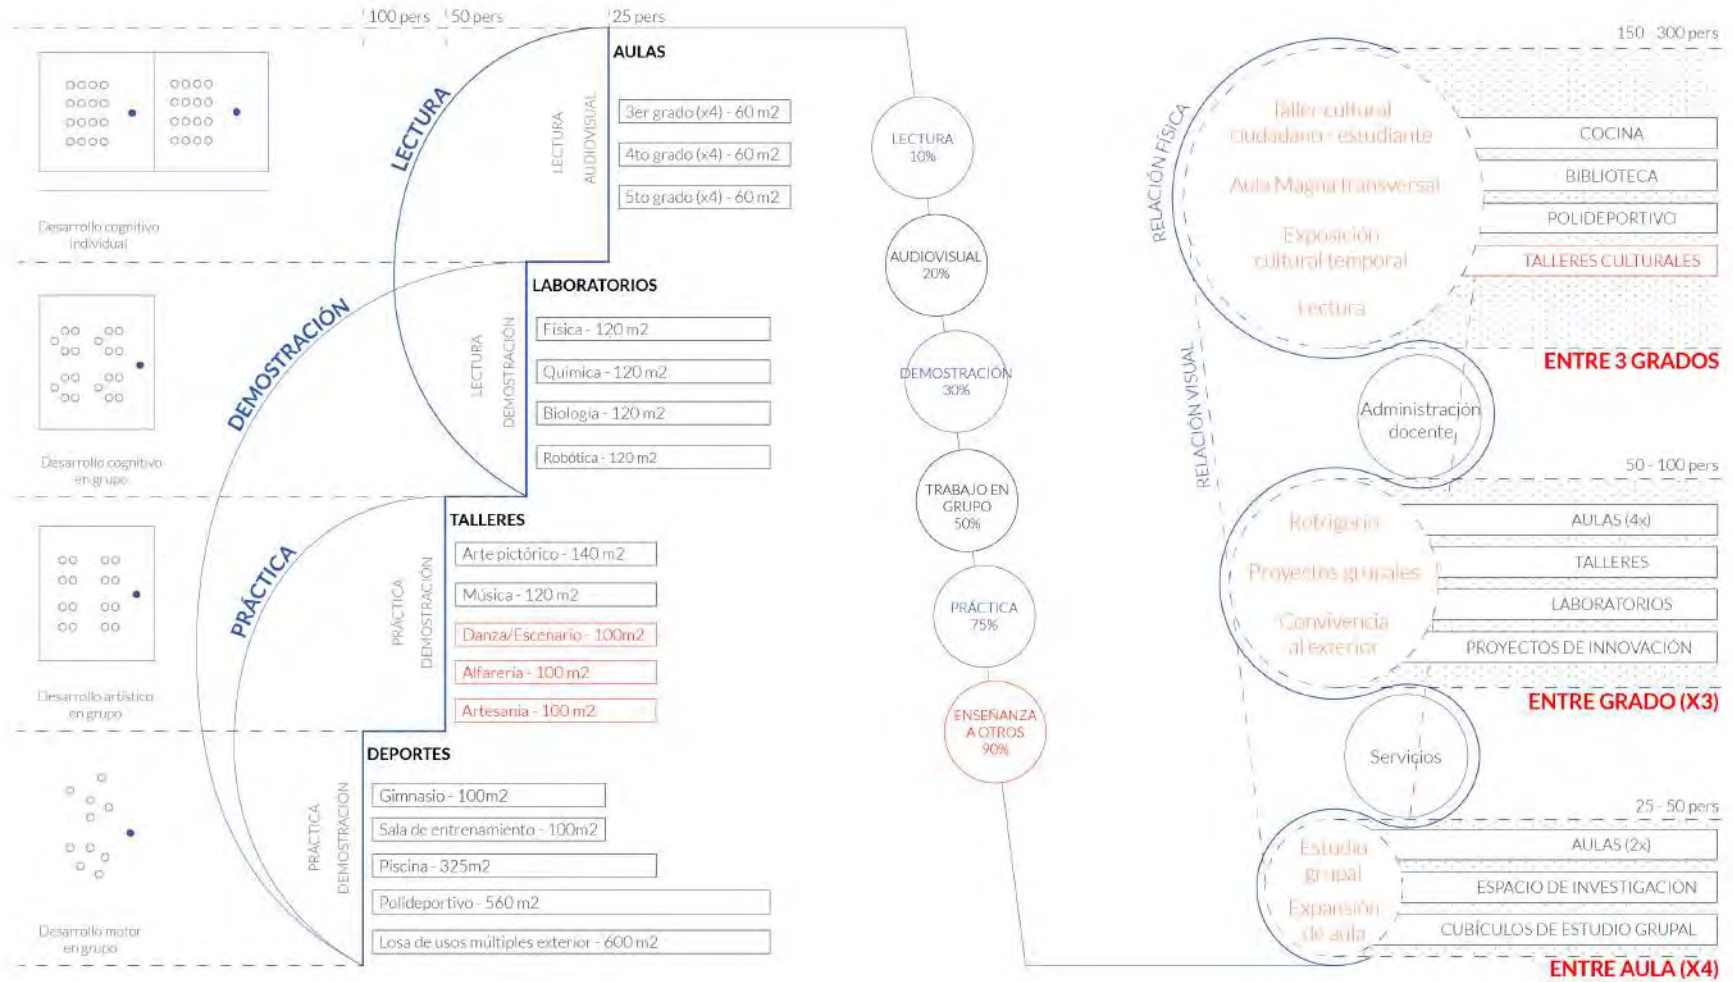 100 pers
50 pers
25 pers
AULAS
LECTURA
LECTURA
AUDIOVISUAL
3er grado (x4) - 60 m2
4to grado (x4) - 60 m2
5to grado (x4) - 60 m2
Desarrollo cognitivo
individual
LABORATORIOS
DEMOSTRACIÓN
LECTURA
DEMOSTRACIÓN
Física - 120 m2
Química - 120 m2
Biología - 120 m2
Robótica - 120 m2
Desarrollo cognitivo
en grupo
TALLERES
PRÁCTICA
PRÁCTICA
DEMOSTRACIÓN
Arte pictórico - 140 m2
Música - 120 m2
Danza/Escenario - 100m2
Alfarería - 100 m2
Artesanía - 100 m2
Desarrollo artístico
en grupo
DEPORTES
PRÁCTICA
DEMOSTRACIÓN
Gimnasio - 100m2
Sala de entrenamiento - 100m2
Piscina - 325m2
Polideportivo - 560 m2
Losa de usos múltiples exterior - 600 m2
Desarrollo motor
en grupo
LECTURA
10%
AUDIOVISUAL
20%
DEMOSTRACIÓN
30%
TRABAJO EN
GRUPO
50%
PRÁCTICA
75%
ENSEÑANZA
A OTROS
90%
150 - 300 pers
RELACIÓN FÍSICA
RELACIÓN VISUAL
Taller cultural
ciudadano - estudiante
Aula Magna transversal
Exposición
cultural temporal
Lectura
COCINA
BIBLIOTECA
POLIDEPORTIVO
TALLERES CULTURALES
ENTRE 3 GRADOS
Administración
docente
50 - 100 pers
Refrigerio
Proyectos grupales
Convivencia
al exterior
AULAS (4x)
TALLERES
LABORATORIOS
PROYECTOS DE INNOVACIÓN
ENTRE GRADO (X3)
Servicios
25 - 50 pers
Estudio
grupal
Expansión
de aula
AULAS (2x)
ESPACIO DE INVESTIGACIÓN
CUBÍCULOS DE ESTUDIO GRUPAL
ENTRE AULA (X4)